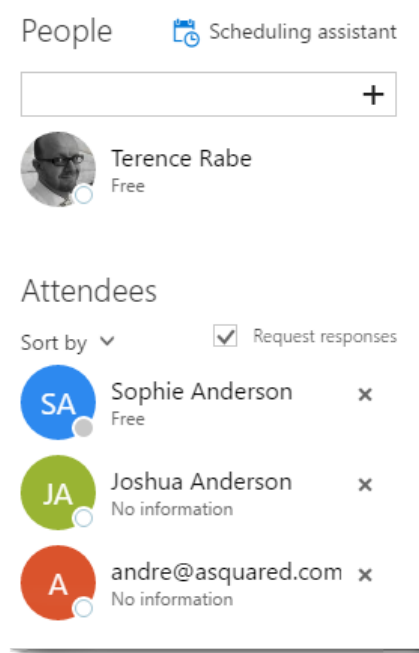 People
Scheduling assistant
+
Terence Rabe
Free
Attendees
Sort by
Request responses
SA
Sophie Anderson
Free
JA
Joshua Anderson
No information
A
andre@asquared.com
No information